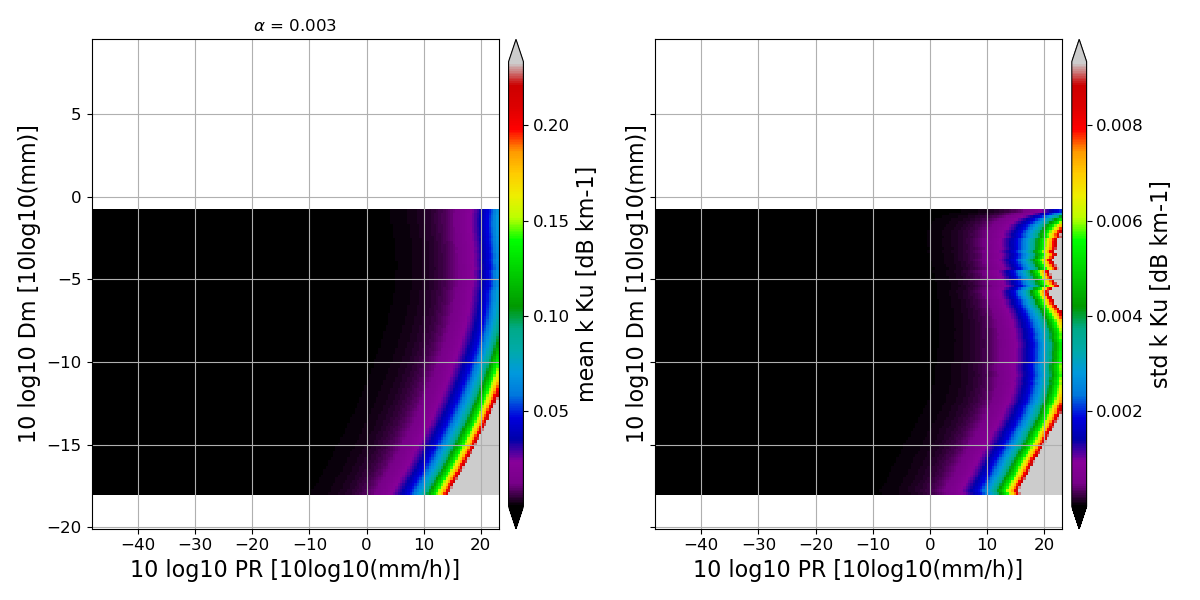 α = 0.003
10 log10 Dm [10log10(mm)]
5
0
−5
−10
−15
−20
−40 −30 −20 −10 0 10 20
10 log10 PR [10log10(mm/h)]
0.20
0.15
0.10
0.05
mean k Ku [dB km-1]
10 log10 Dm [10log10(mm)]
−40 −30 −20 −10 0 10 20
10 log10 PR [10log10(mm/h)]
0.008
0.006
0.004
0.002
std k Ku [dB km-1]